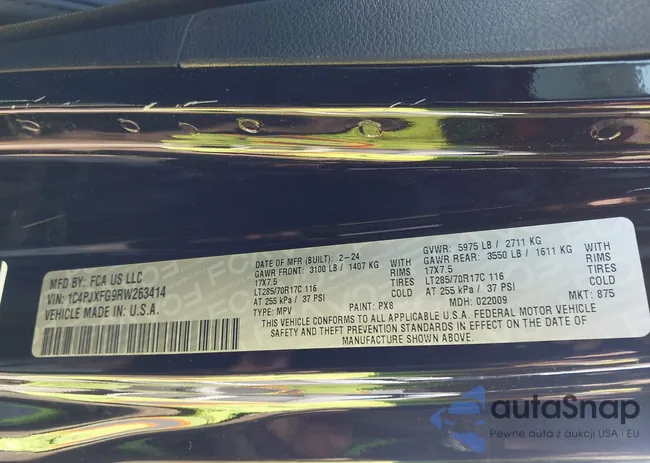 MFD BY: FCA US LLC
VIN: 1C4PJXFG9RW263414
VEHICLE MADE IN: U.S.A.
DATE OF MFR (BUILT): 2-24
GAWR FRONT: 3100 LB / 1407 KG
17X7.5
LT285/70R17C 116
AT 255 kPa / 37 PSI
TYPE: MPV
WITH
RIMS
TIRES
COLD
PAINT: PX8
GVWR: 5975 LB / 2711 KG
GAWR REAR: 3550 LB / 1611 KG
17X7.5
LT285/70R17C 116
AT 255 kPa / 37 PSI
MDH: 022009
WITH
RIMS
TIRES
COLD
MKT: 875
THIS VEHICLE CONFORMS TO ALL APPLICABLE U.S.A. FEDERAL MOTOR VEHICLE
SAFETY AND THEFT PREVENTION STANDARDS IN EFFECT ON THE DATE OF
MANUFACTURE SHOWN ABOVE.
autaSnap
Pewne auta z aukcji USA i EU